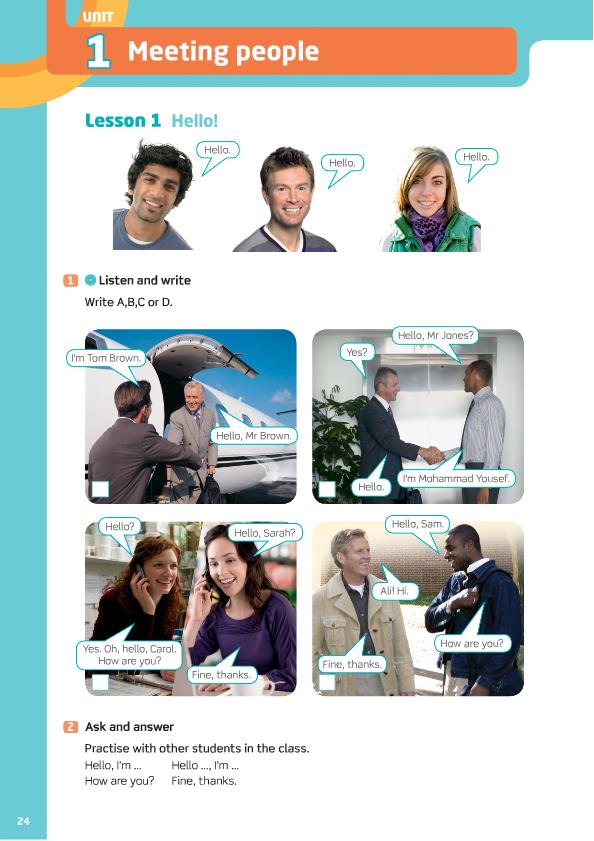 UNIT
1 Meeting people
Lesson 1 Hello!
Hello.
Hello.
Hello.
1 Listen and write
Write A,B,C or D.
I'm Tom Brown.
Hello, Mr Brown.
Hello, Mr Jones?
Yes?
I'm Mohammad Yousef.
Hello.
Hello?
Hello, Sarah?
Yes. Oh, hello, Carol.
How are you?
Fine, thanks.
Hello, Sam.
Ali! Hi.
How are you?
Fine, thanks.
2 Ask and answer
Practise with other students in the class.
Hello, I'm ... Hello ..., I'm ...
How are you? Fine, thanks.
24